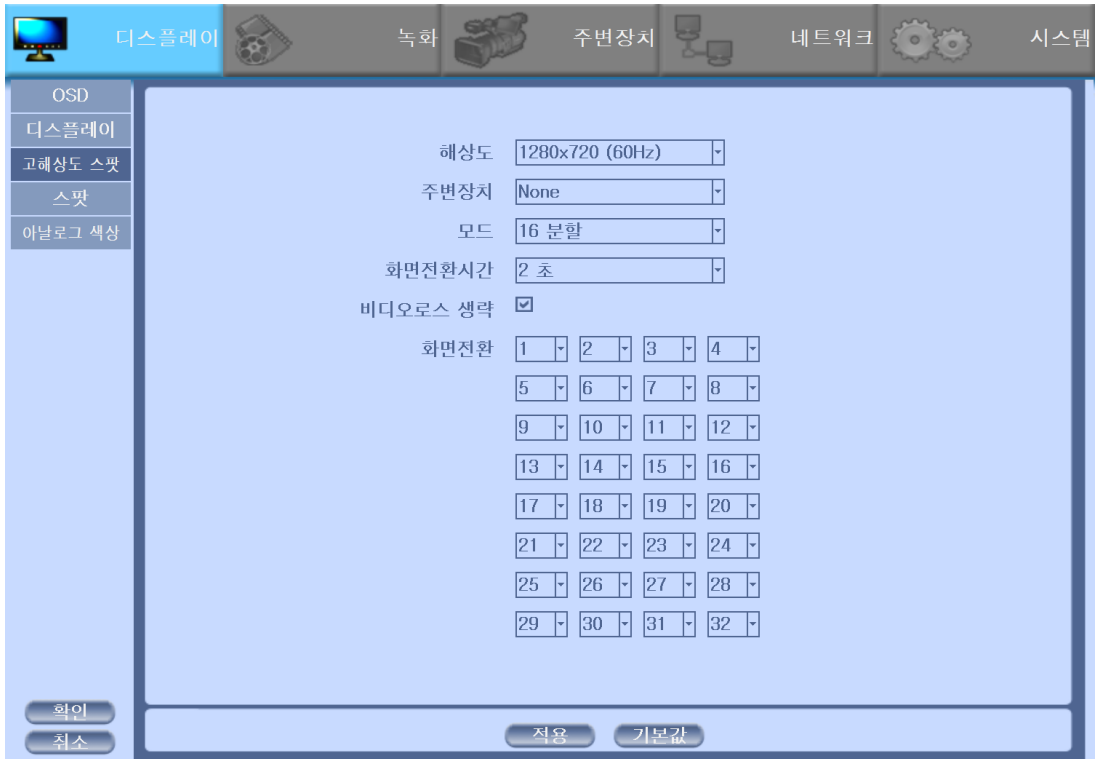 디스플레이 녹화 주변장치 네트워크 시스템
OSD
디스플레이
고해상도 스팟
스팟
아날로그 색상
해상도 1280x720 (60Hz)
주변장치 None
모드 16 분할
화면전환시간 2 초
비디오로스 생략
화면전환 1 2 3 4
5 6 7 8
9 10 11 12
13 14 15 16
17 18 19 20
21 22 23 24
25 26 27 28
29 30 31 32
확인
취소
적용 기본값